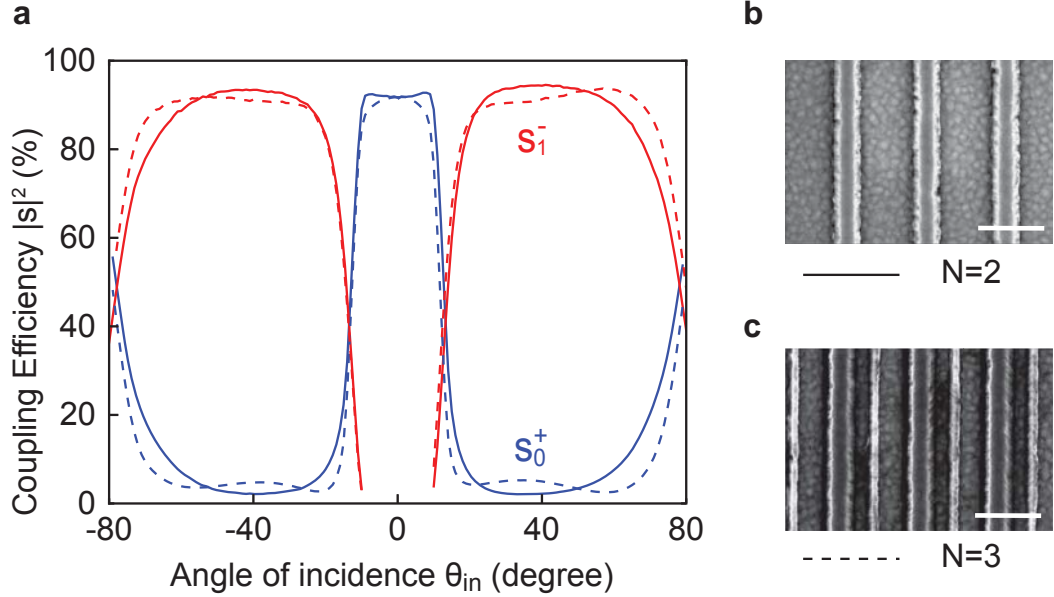 a
b
c
Coupling Efficiency |s|² (%)
100
80
60
40
20
0
-80
-40
0
40
80
Angle of incidence θin (degree)
s1-
s0+
N=2
N=3